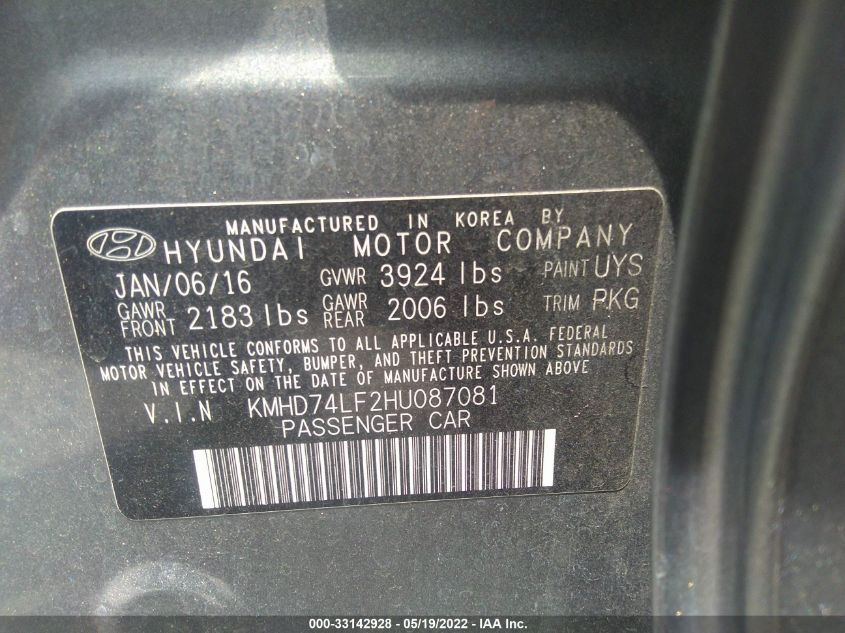 MANUFACTURED IN KOREA BY
HYUNDAI MOTOR COMPANY
JAN/06/16 GVWR 3924 lbs PAINT UYS
GAWR FRONT 2183 lbs GAWR REAR 2006 lbs TRIM PKG
THIS VEHICLE CONFORMS TO ALL APPLICABLE U.S.A. FEDERAL
MOTOR VEHICLE SAFETY, BUMPER, AND THEFT PREVENTION STANDARDS
IN EFFECT ON THE DATE OF MANUFACTURE SHOWN ABOVE.
V.I.N KMHD74LF2HU087081
PASSENGER CAR
000-33142928 - 05/19/2022 - IAA Inc.